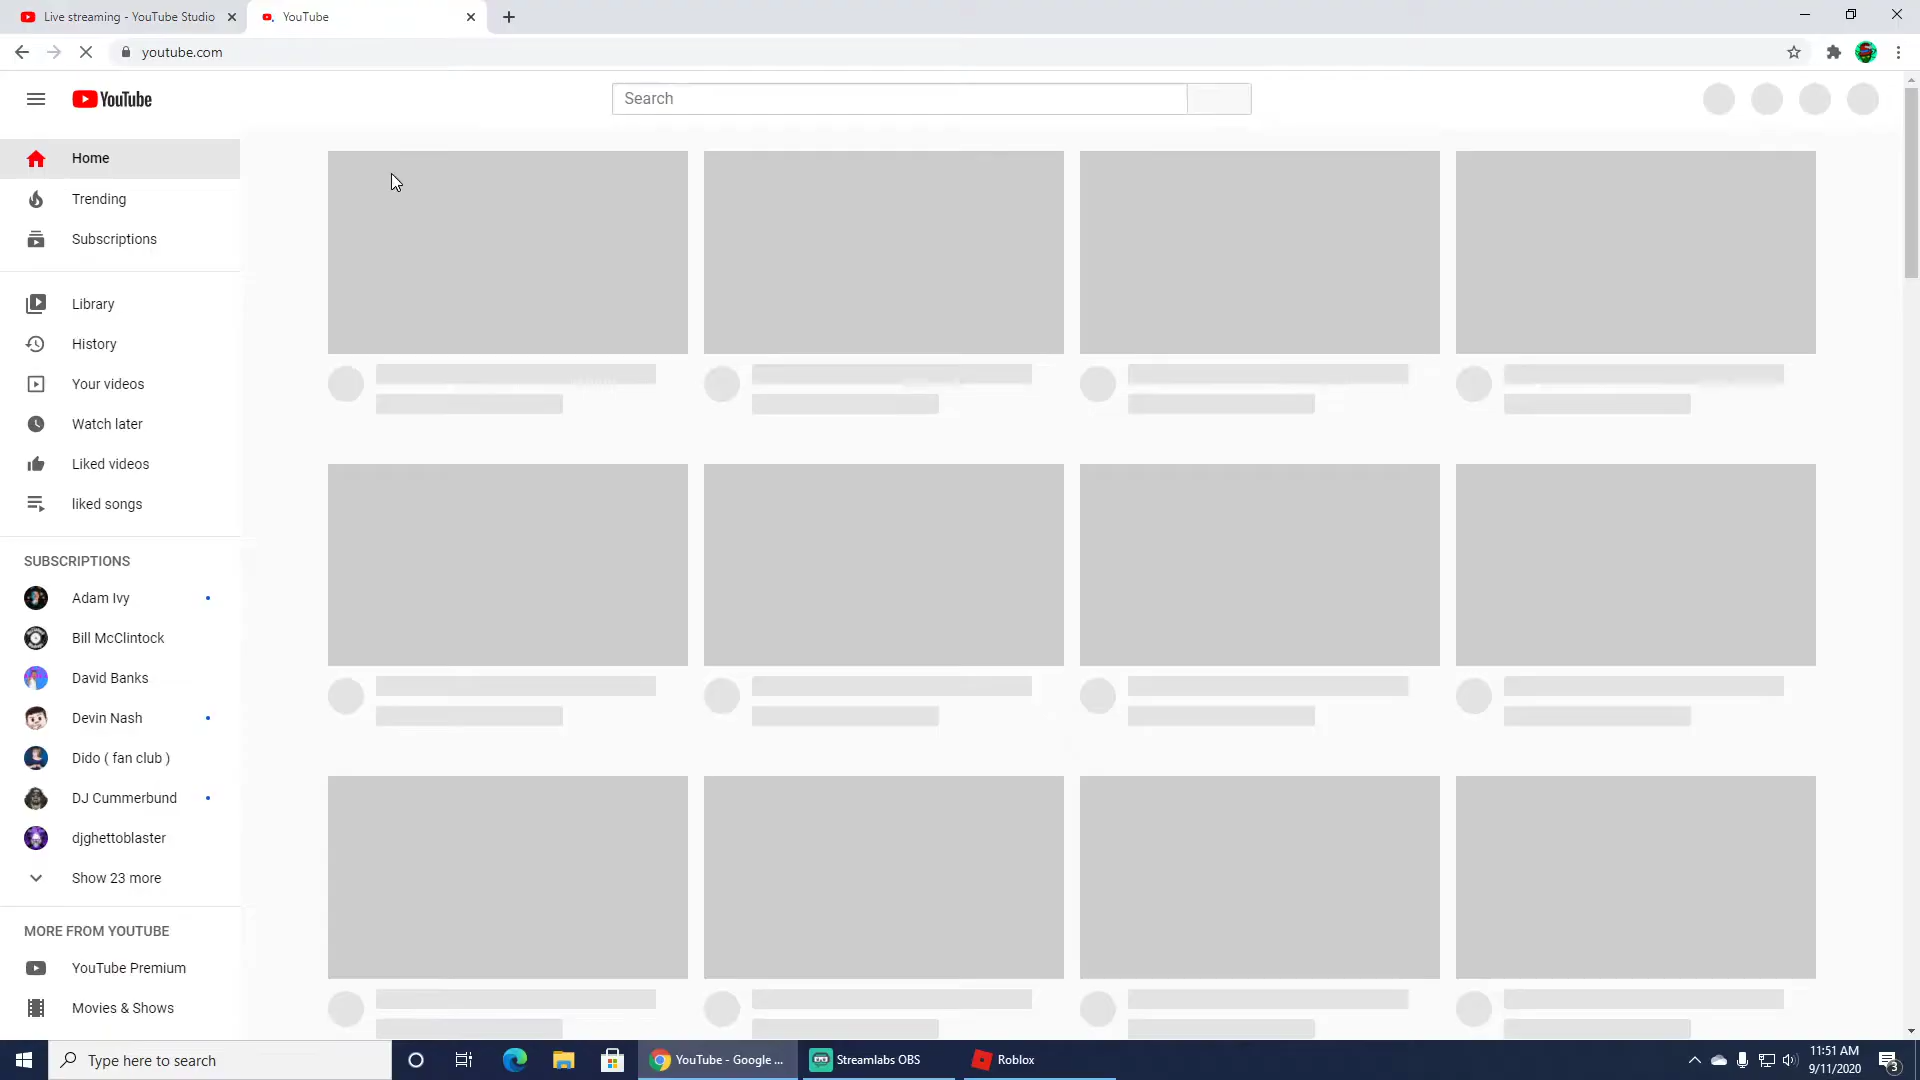 Live streaming - YouTube Studio
YouTube
youtube.com
YouTube
Search
Home
Trending
Subscriptions
Library
History
Your videos
Watch later
Liked videos
liked songs
SUBSCRIPTIONS
Adam Ivy
Bill McClintock
David Banks
Devin Nash
Dido ( fan club )
DJ Cummerbund
djghettoblaster
Show 23 more
MORE FROM YOUTUBE
YouTube Premium
Movies & Shows
Type here to search
YouTube - Google ...
Streamlabs OBS
Roblox
11:51 AM
9/11/2020
3